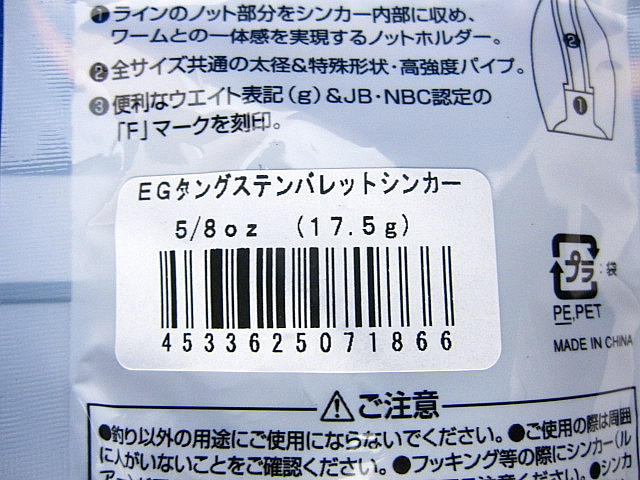 ❶ラインのノット部分をシンカー内部に収め、
ワームとの一体感を実現するノットホルダー。
❷全サイズ共通の太径&特殊形状・高強度パイプ。
❸便利なウエイト表記(g)&JB・NBC認定の
「F」マークを刻印。
❷
❶
EGタングステンバレットシンカー
5/8oz (17.5g)
4533625071866
プラ :袋
PE,PET
MADE IN CHINA
⚠ご注意
●釣り以外の用途にご使用にならないでください。●ご使用の際は周囲
に人がいないことをご確認ください。●フッキング等の際にシンカー(ル